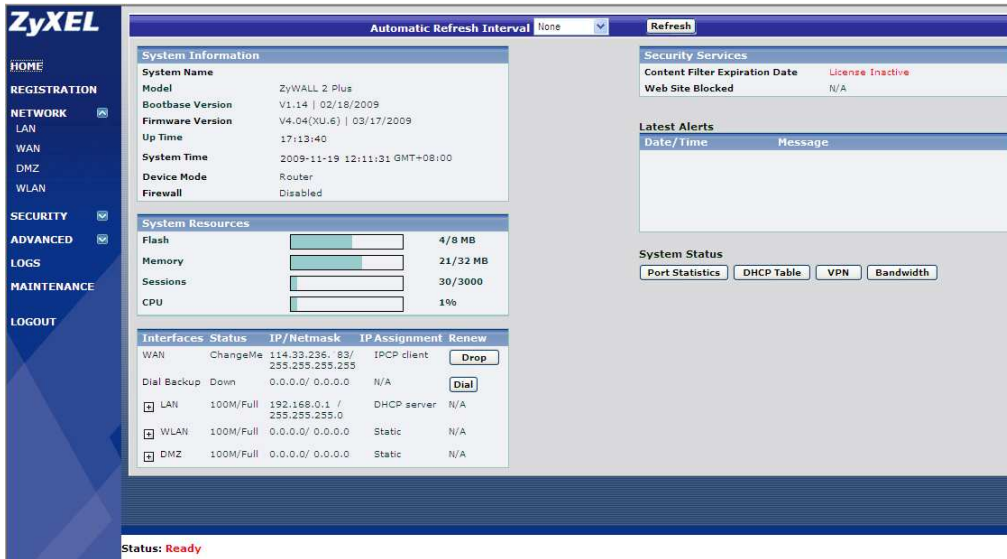 ZyXEL
HOME
REGISTRATION
NETWORK
LAN
WAN
DMZ
WLAN
SECURITY
ADVANCED
LOGS
MAINTENANCE
LOGOUT
Automatic Refresh Interval None Refresh
System Information
System Name
Model ZyWALL 2 Plus
Bootbase Version V1.14 | 02/18/2009
Firmware Version V4.04(XU.6) | 03/17/2009
Up Time 17:13:40
System Time 2009-11-19 12:11:31 GMT+08:00
Device Mode Router
Firewall Disabled
System Resources
Flash 4/8 MB
Memory 21/32 MB
Sessions 30/3000
CPU 1%
Interfaces Status IP/Netmask IP Assignment Renew
WAN ChangeMe 114.33.236. 83/ IPCP client Drop
255.255.255.255
Dial Backup Down 0.0.0.0/ 0.0.0.0 N/A Dial
LAN 100M/Full 192.168.0.1 / DHCP server N/A
255.255.255.0
WLAN 100M/Full 0.0.0.0/ 0.0.0.0 Static N/A
DMZ 100M/Full 0.0.0.0/ 0.0.0.0 Static N/A
Security Services
Content Filter Expiration Date License Inactive
Web Site Blocked N/A
Latest Alerts
Date/Time Message
System Status
Port Statistics DHCP Table VPN Bandwidth
Status: Ready